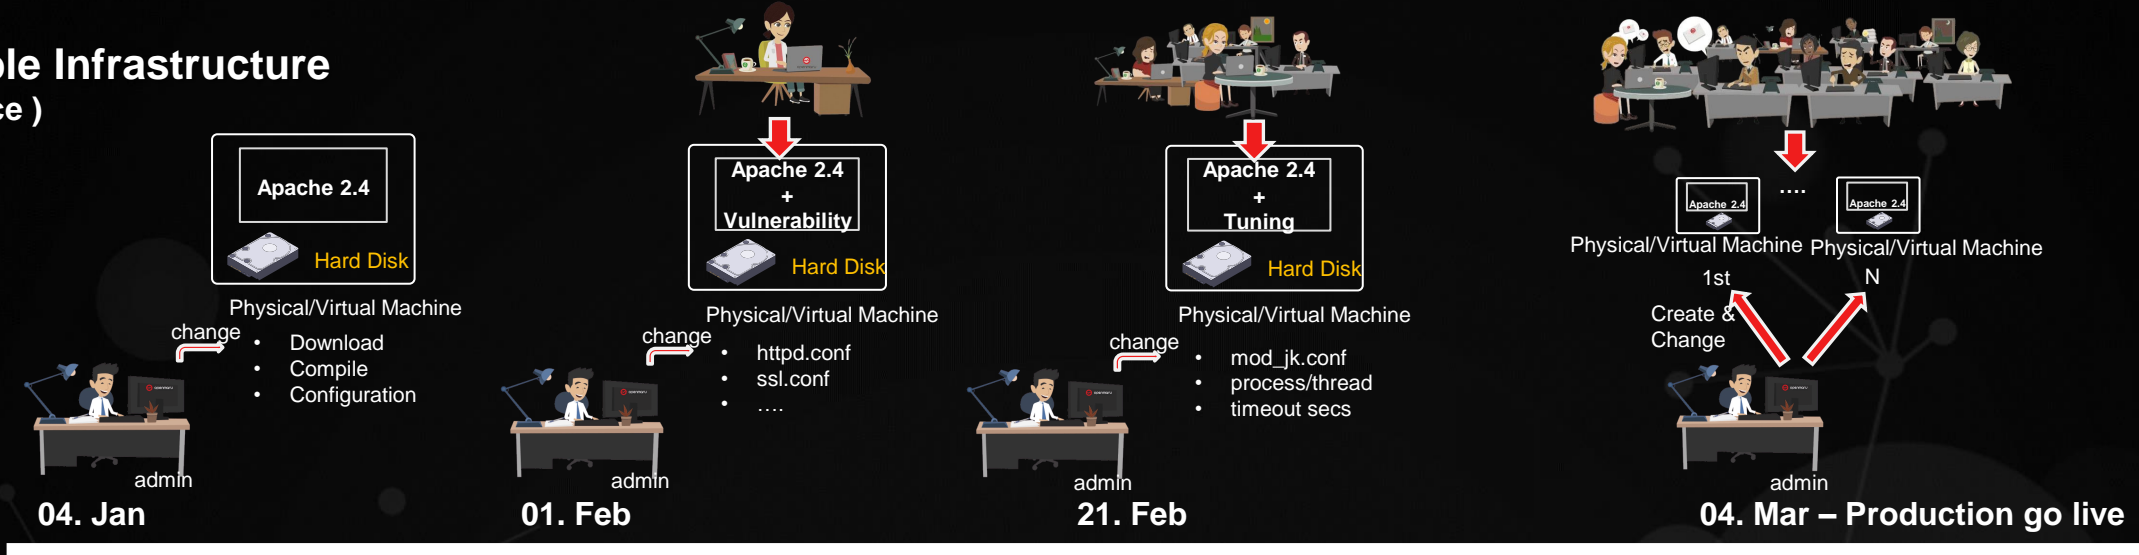 le Infrastructure
ce )
Apache 2.4
Hard Disk
Physical/Virtual Machine
change
• Download
• Compile
• Configuration
admin
04. Jan
Apache 2.4
+
Vulnerability
Hard Disk
Physical/Virtual Machine
change
• httpd.conf
• ssl.conf
• ....
admin
01. Feb
Apache 2.4
+
Tuning
Hard Disk
Physical/Virtual Machine
change
• mod_jk.conf
• process/thread
• timeout secs
admin
21. Feb
....
Apache 2.4
Apache 2.4
Physical/Virtual Machine
1st
Physical/Virtual Machine
N
Create &
Change
admin
04. Mar – Production go live